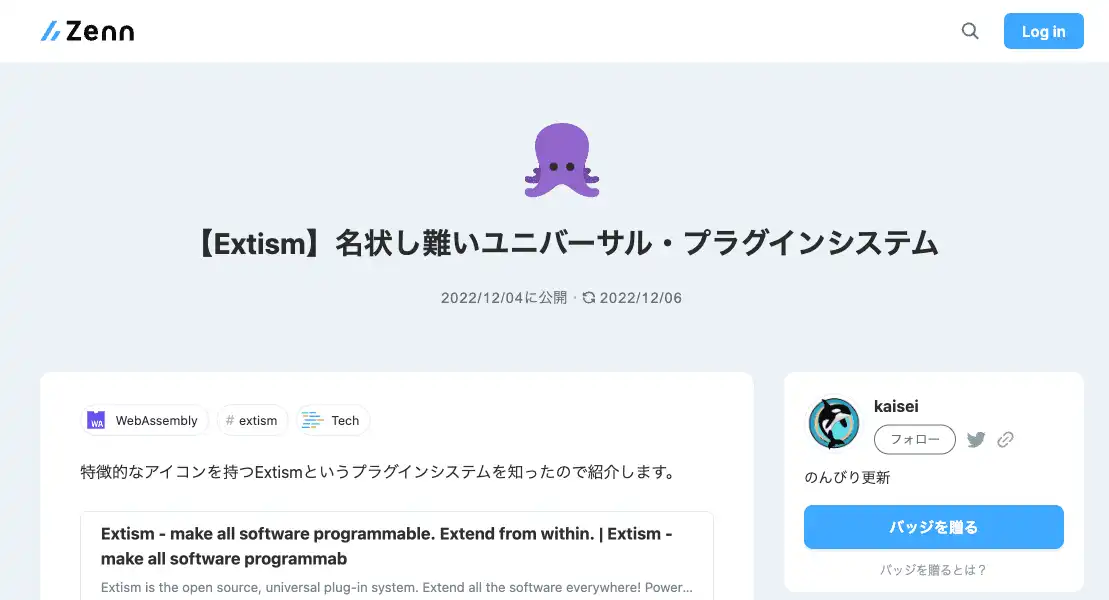 Zenn
Log in
【Extism】名状し難いユニバーサル・プラグインシステム
2022/12/04に公開・2022/12/06
WebAssembly
# extism
Tech
特徴的なアイコンを持つExtismというプラグインシステムを知ったので紹介します。
Extism - make all software programmable. Extend from within. | Extism -
make all software programmab
Extism is the open source, universal plug-in system. Extend all the software everywhere! Power...
kaisei
フォロー
のんびり更新
バッジを贈る
バッジを贈るとは？